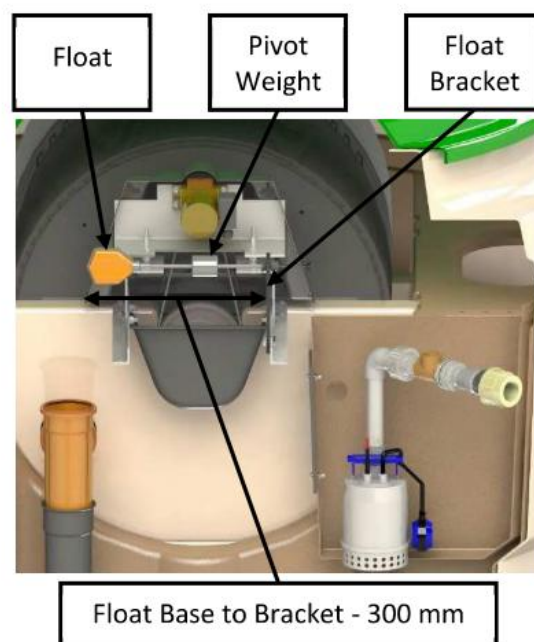 Float
Pivot
Weight
Float
Bracket
Float Base to Bracket - 300 mm